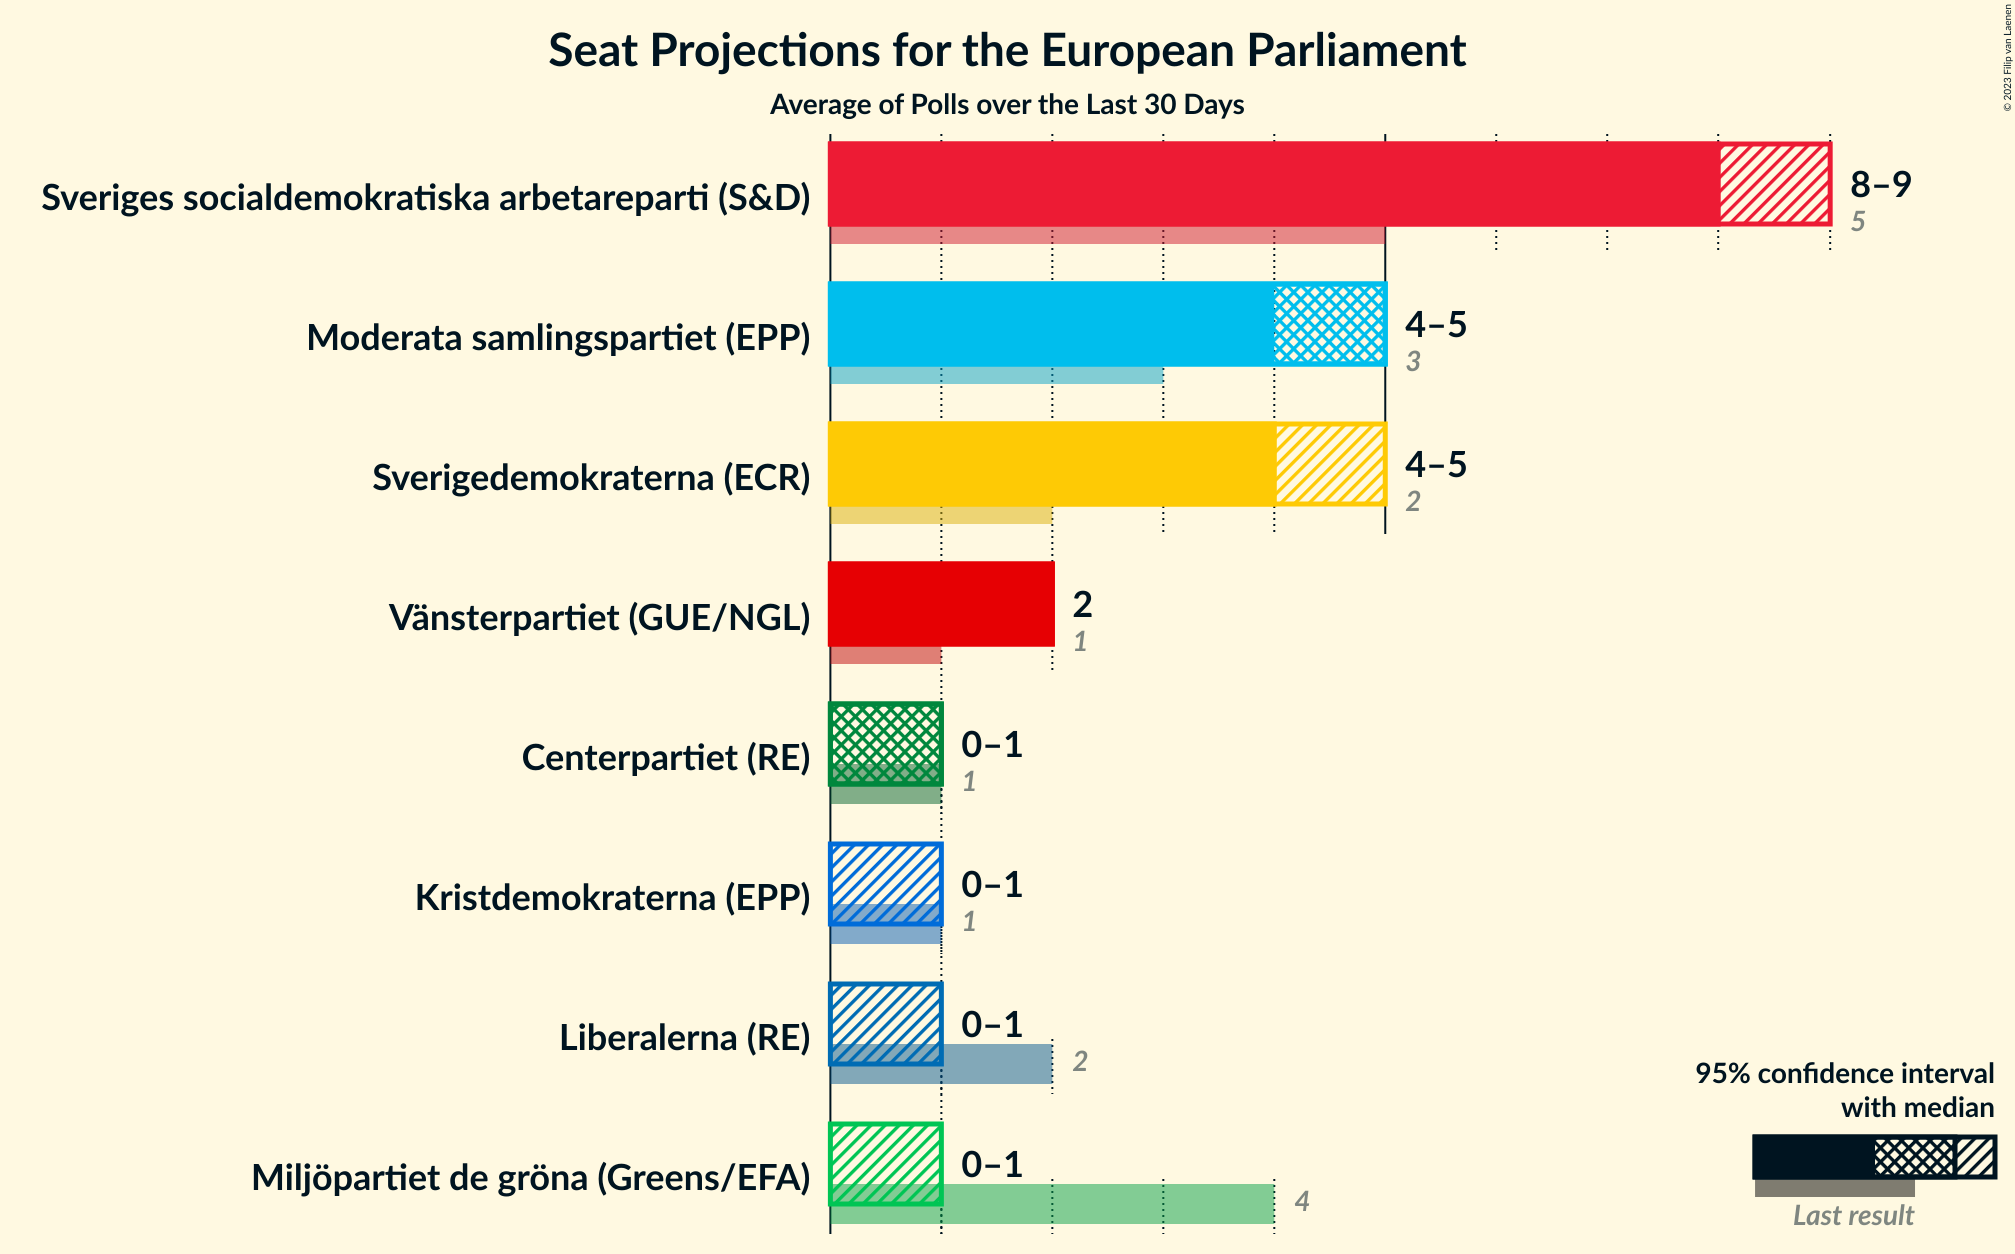 Seat Projections for the European Parliament
Average of Polls over the Last 30 Days
© 2023 Filip van Laenen
Sveriges socialdemokratiska arbetareparti (S&D)
8–9
5
Moderata samlingspartiet (EPP)
4–5
3
Sverigedemokraterna (ECR)
4–5
2
Vänsterpartiet (GUE/NGL)
2
1
Centerpartiet (RE)
0–1
1
Kristdemokraterna (EPP)
0–1
1
Liberalerna (RE)
0–1
2
Miljöpartiet de gröna (Greens/EFA)
0–1
4
95% confidence interval
with median
Last result